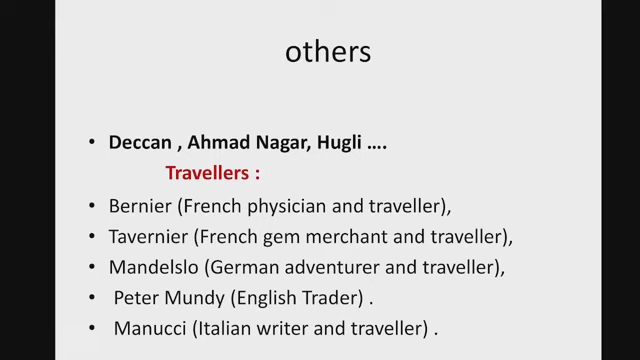 others
• Deccan , Ahmad Nagar, Hugli ….
Travellers :
• Bernier (French physician and traveller),
• Tavernier (French gem merchant and traveller),
• Mandelslo (German adventurer and traveller),
• Peter Mundy (English Trader) .
• Manucci (Italian writer and traveller) .